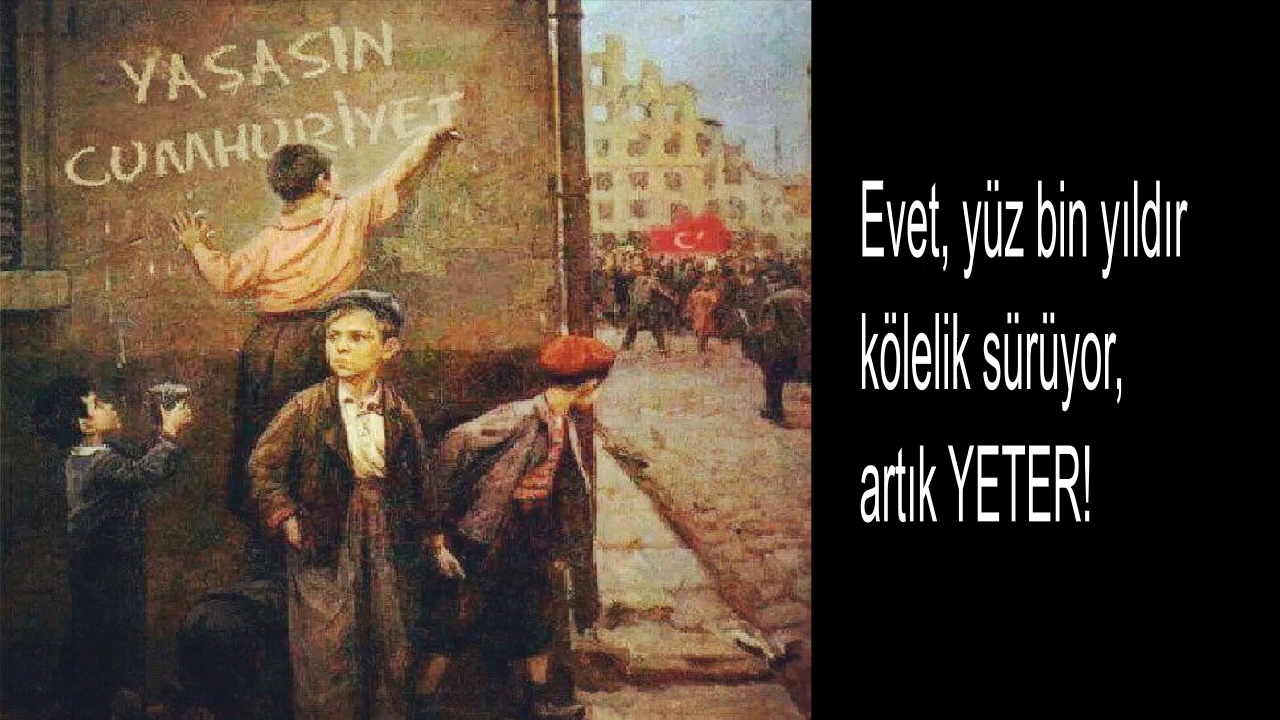 YAŞASIN
CUMHURİYET
Evet, yüz bin yıldır
kölelik sürüyor,
artık YETER!